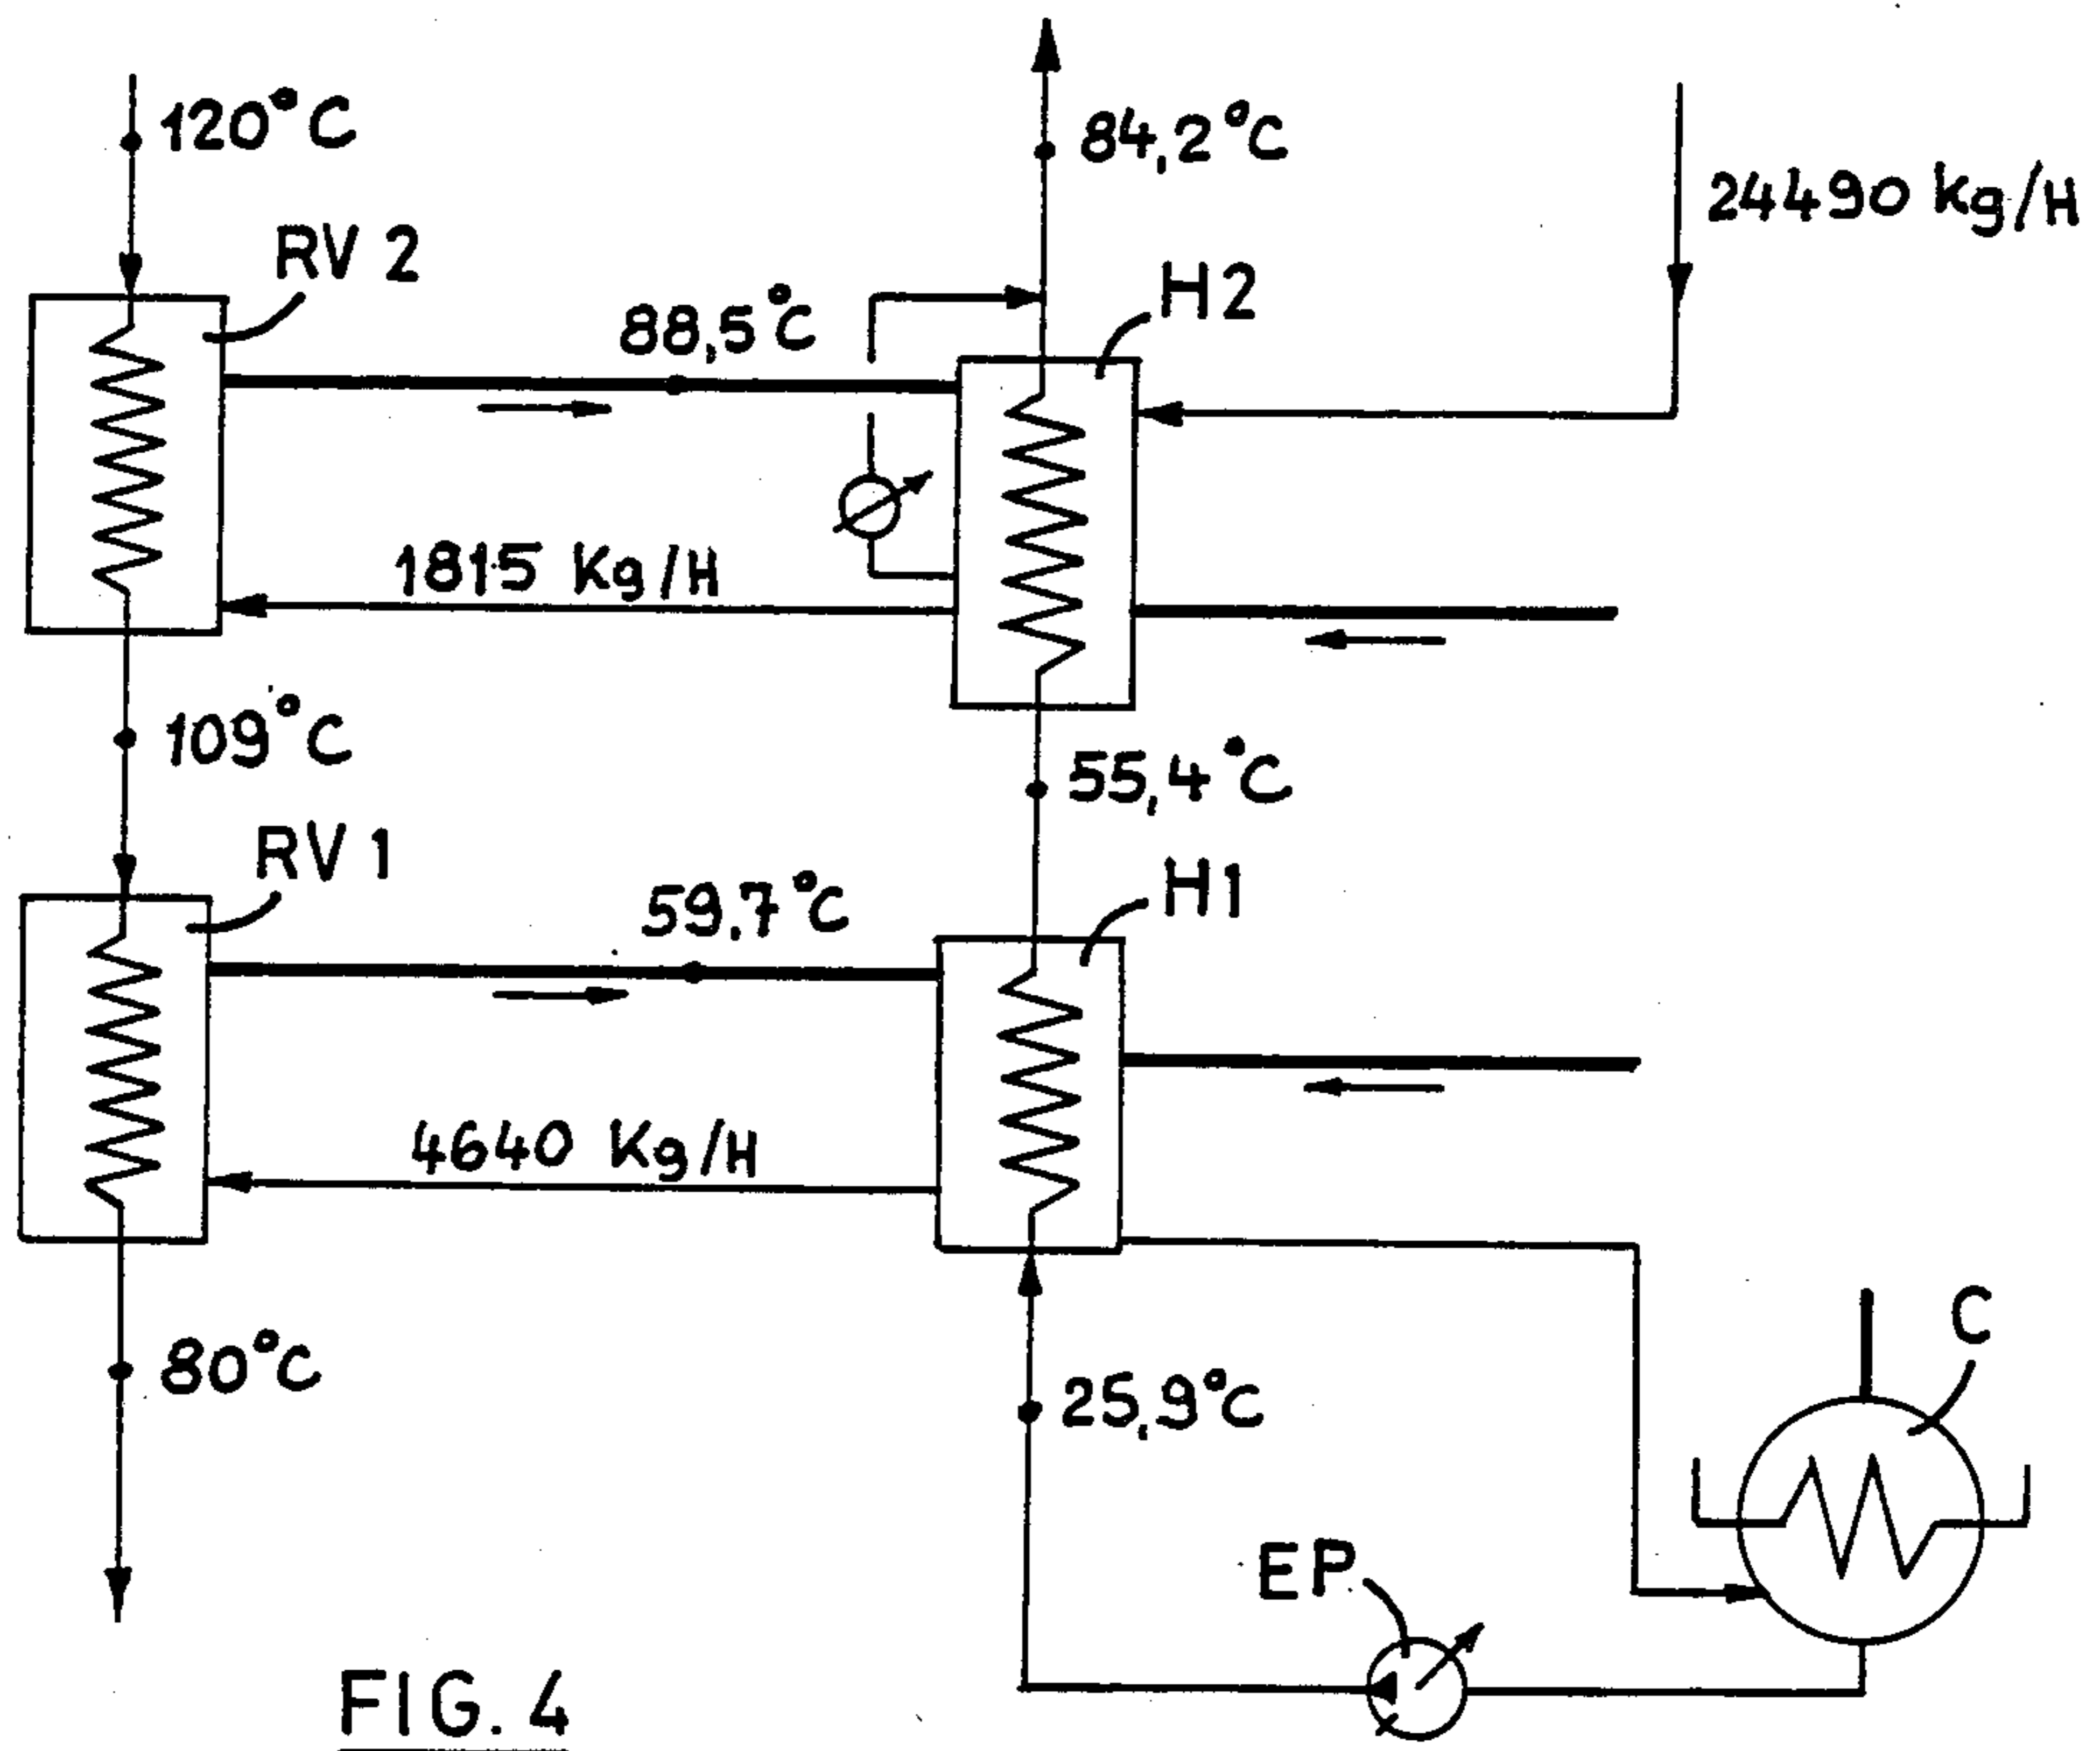 120°C
84,2°C
24490 kg/H
RV 2
H2
88,5°C
1815 Kg/H
109°C
55,4°C
RV 1
H1
59,7°C
4640 Kg/H
80°C
25,9°C
C
EP
FIG. 4